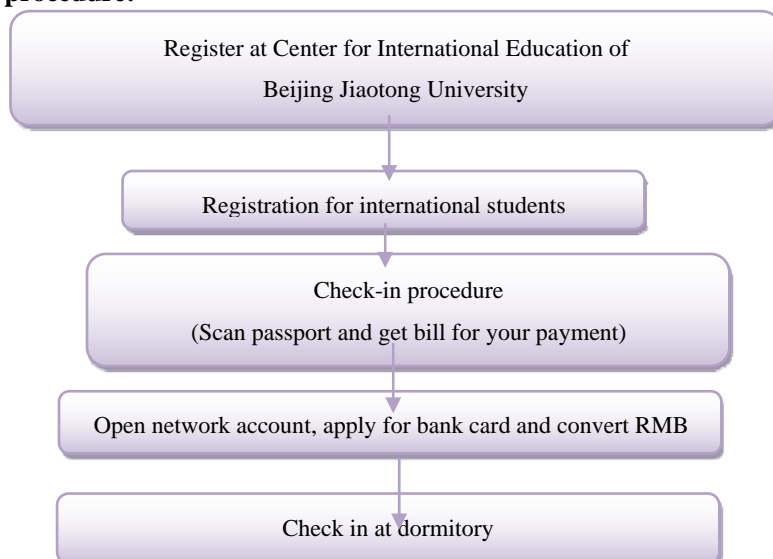 procedure:
Register at Center for International Education of
Beijing Jiaotong University
Registration for international students
Check-in procedure
(Scan passport and get bill for your payment)
Open network account, apply for bank card and convert RMB
Check in at dormitory